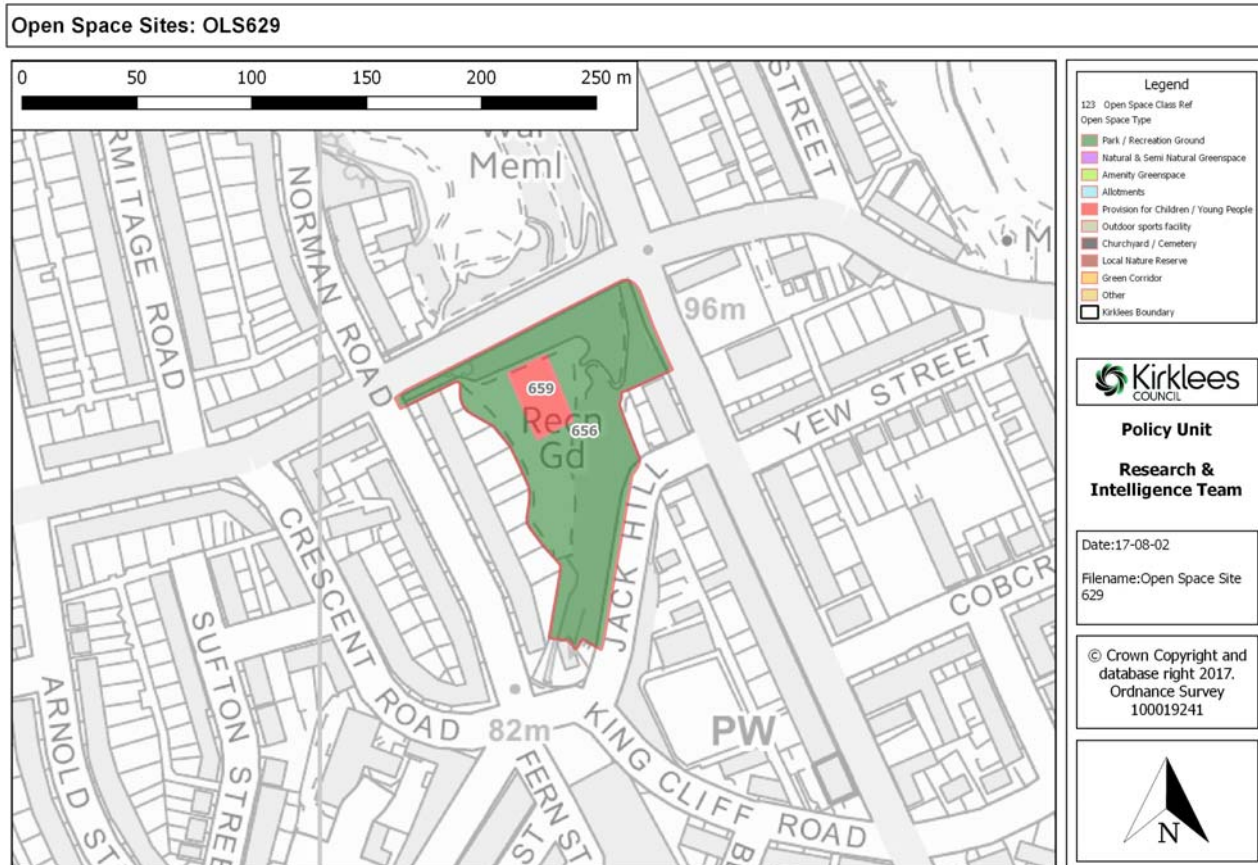 Open Space Sites: OLS629
0 50 100 150 200 250 m
Meml
STREET
RMITAGE ROAD
NORMAN ROAD
M
96m
659
656
Recn
Gd
YEW STREET
JACK HILL
CRESCENT ROAD
SUFTON STREE
ARNOLD ST
COBCR
82m
PW
KING CLIFF ROAD
FERN ST
ST
BE
Legend
123 Open Space Class Ref
Open Space Type
Park / Recreation Ground
Natural & Semi Natural Greenspace
Amenity Greenspace
Allotments
Provision for Children / Young People
Outdoor sports facility
Churchyard / Cemetery
Local Nature Reserve
Green Corridor
Other
Kirklees Boundary
Kirklees
COUNCIL
Policy Unit
Research &
Intelligence Team
Date:17-08-02
Filename:Open Space Site
629
© Crown Copyright and
database right 2017.
Ordnance Survey
100019241
N